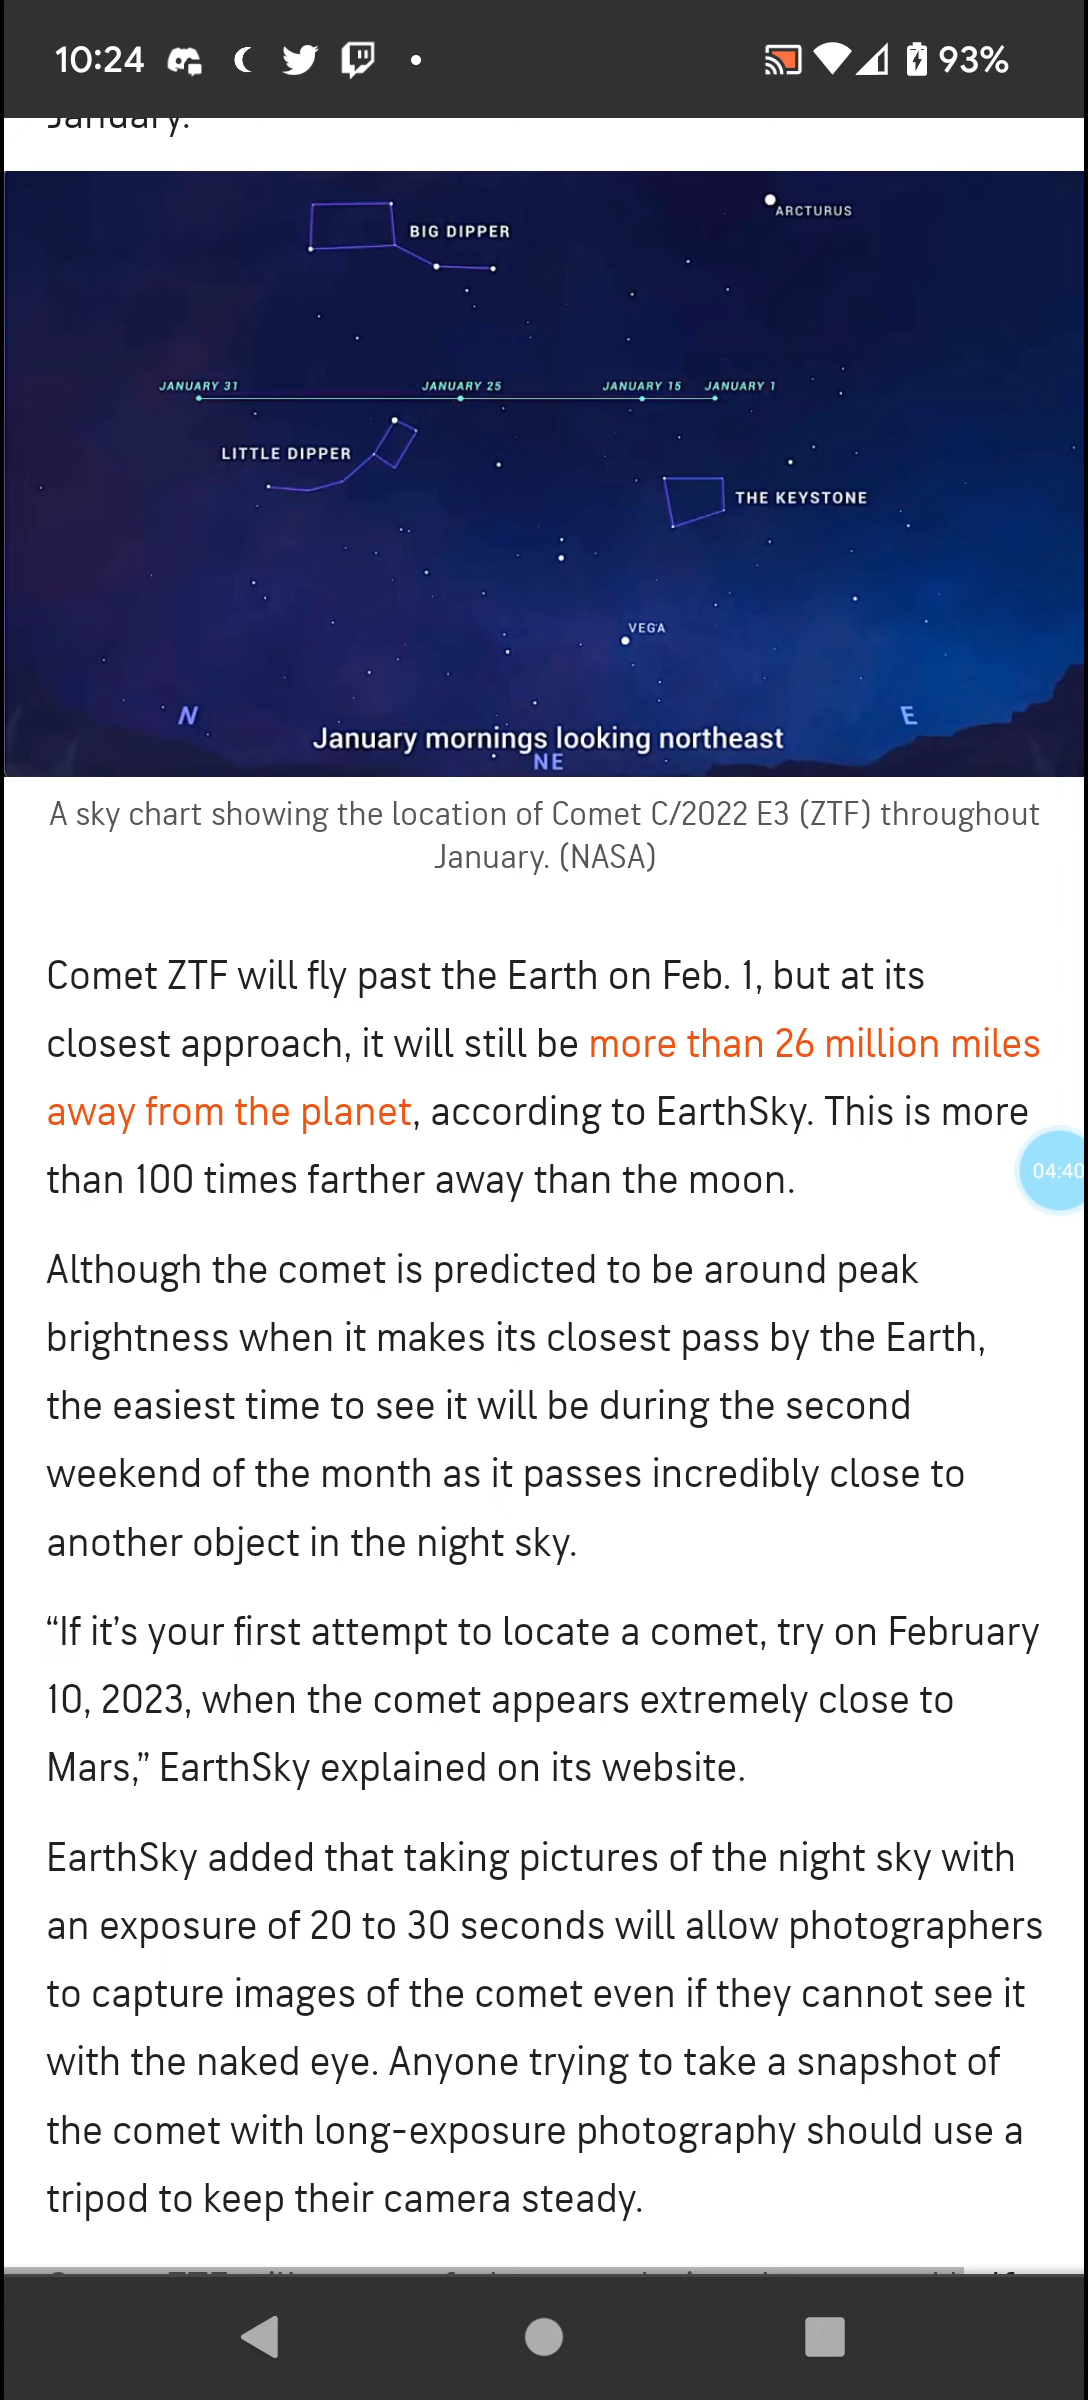 10:24
93%
January.
BIG DIPPER
ARCTURUS
JANUARY 31
JANUARY 25
JANUARY 15
JANUARY 1
LITTLE DIPPER
THE KEYSTONE
VEGA
N
E
January mornings looking northeast
NE
A sky chart showing the location of Comet C/2022 E3 (ZTF) throughout
January. (NASA)
Comet ZTF will fly past the Earth on Feb. 1, but at its
closest approach, it will still be more than 26 million miles
away from the planet, according to EarthSky. This is more
than 100 times farther away than the moon.
04:40
Although the comet is predicted to be around peak
brightness when it makes its closest pass by the Earth,
the easiest time to see it will be during the second
weekend of the month as it passes incredibly close to
another object in the night sky.
“If it’s your first attempt to locate a comet, try on February
10, 2023, when the comet appears extremely close to
Mars,” EarthSky explained on its website.
EarthSky added that taking pictures of the night sky with
an exposure of 20 to 30 seconds will allow photographers
to capture images of the comet even if they cannot see it
with the naked eye. Anyone trying to take a snapshot of
the comet with long-exposure photography should use a
tripod to keep their camera steady.